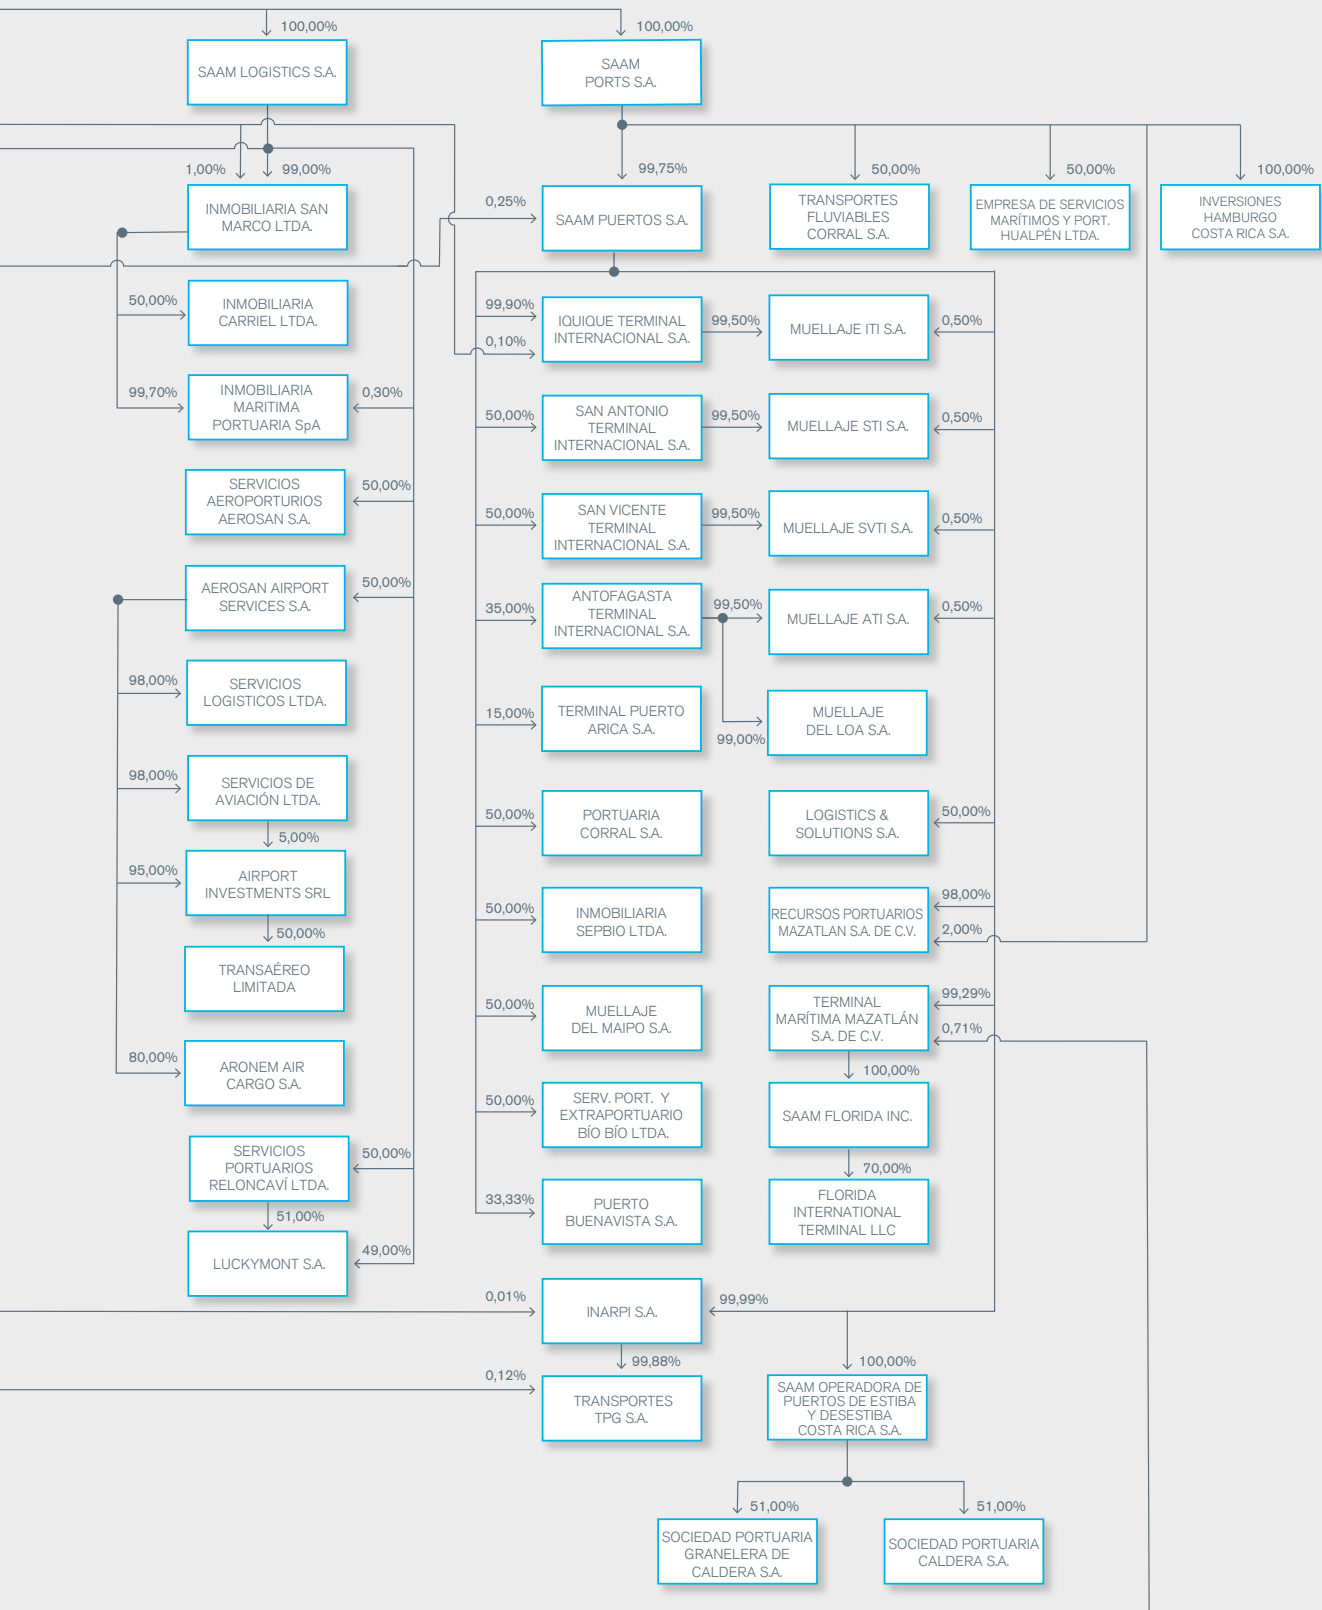 100,00%
100,00%
SAAM LOGISTICS S.A.
SAAM
PORTS S.A.
1,00%
99,00%
99,75%
50,00%
50,00%
100,00%
INMOBILIARIA SAN
MARCO LTDA.
0,25%
SAAM PUERTOS S.A.
TRANSPORTES
FLUVIABLES
CORRAL S.A.
EMPRESA DE SERVICIOS
MARÍTIMOS Y PORT.
HUALPÉN LTDA.
INVERSIONES
HAMBURGO
COSTA RICA S.A.
50,00%
INMOBILIARIA
CARRIEL LTDA.
99,90%
0,10%
IQUIQUE TERMINAL
INTERNACIONAL S.A.
99,50%
MUELLAJE ITI S.A.
0,50%
99,70%
INMOBILIARIA
MARITIMA
PORTUARIA SpA
0,30%
50,00%
SAN ANTONIO
TERMINAL
INTERNACIONAL S.A.
99,50%
MUELLAJE STI S.A.
0,50%
SERVICIOS
AEROPORTURIOS
AEROSAN S.A.
50,00%
50,00%
SAN VICENTE
TERMINAL
INTERNACIONAL S.A.
99,50%
MUELLAJE SVTI S.A.
0,50%
AEROSAN AIRPORT
SERVICES S.A.
50,00%
35,00%
ANTOFAGASTA
TERMINAL
INTERNACIONAL S.A.
99,50%
MUELLAJE ATI S.A.
0,50%
98,00%
SERVICIOS
LOGISTICOS LTDA.
15,00%
TERMINAL PUERTO
ARICA S.A.
99,00%
MUELLAJE
DEL LOA S.A.
98,00%
SERVICIOS DE
AVIACIÓN LTDA.
5,00%
50,00%
PORTUARIA
CORRAL S.A.
LOGISTICS &
SOLUTIONS S.A.
50,00%
95,00%
AIRPORT
INVESTMENTS SRL
50,00%
50,00%
INMOBILIARIA
SEPBIO LTDA.
RECURSOS PORTUARIOS
MAZATLAN S.A. DE C.V.
98,00%
2,00%
TRANSAÉREO
LIMITADA
50,00%
MUELLAJE
DEL MAIPO S.A.
TERMINAL
MARÍTIMA MAZATLÁN
S.A. DE C.V.
99,29%
0,71%
100,00%
80,00%
ARONEM AIR
CARGO S.A.
50,00%
SERV. PORT. Y
EXTRAPORTUARIO
BÍO BÍO LTDA.
SAAM FLORIDA INC.
70,00%
SERVICIOS
PORTUARIOS
RELONCAVÍ LTDA.
50,00%
51,00%
33,33%
PUERTO
BUENAVISTA S.A.
FLORIDA
INTERNATIONAL
TERMINAL LLC
LUCKYMONT S.A.
49,00%
0,01%
INARPI S.A.
99,99%
99,88%
100,00%
0,12%
TRANSPORTES
TPG S.A.
SAAM OPERADORA DE
PUERTOS DE ESTIBA
Y DESESTIBA
COSTA RICA S.A.
51,00%
51,00%
SOCIEDAD PORTUARIA
GRANELERA DE
CALDERA S.A.
SOCIEDAD PORTUARIA
CALDERA S.A.